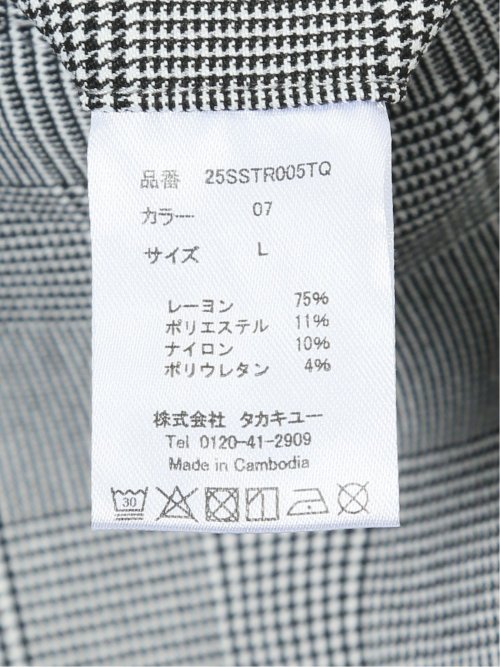 品番 25SSTR005TQ
カラー 07
サイズ L
レーヨン 75%
ポリエステル 11%
ナイロン 10%
ポリウレタン 4%
株式会社 タカキユー
Tel 0120-41-2909
Made in Cambodia
30